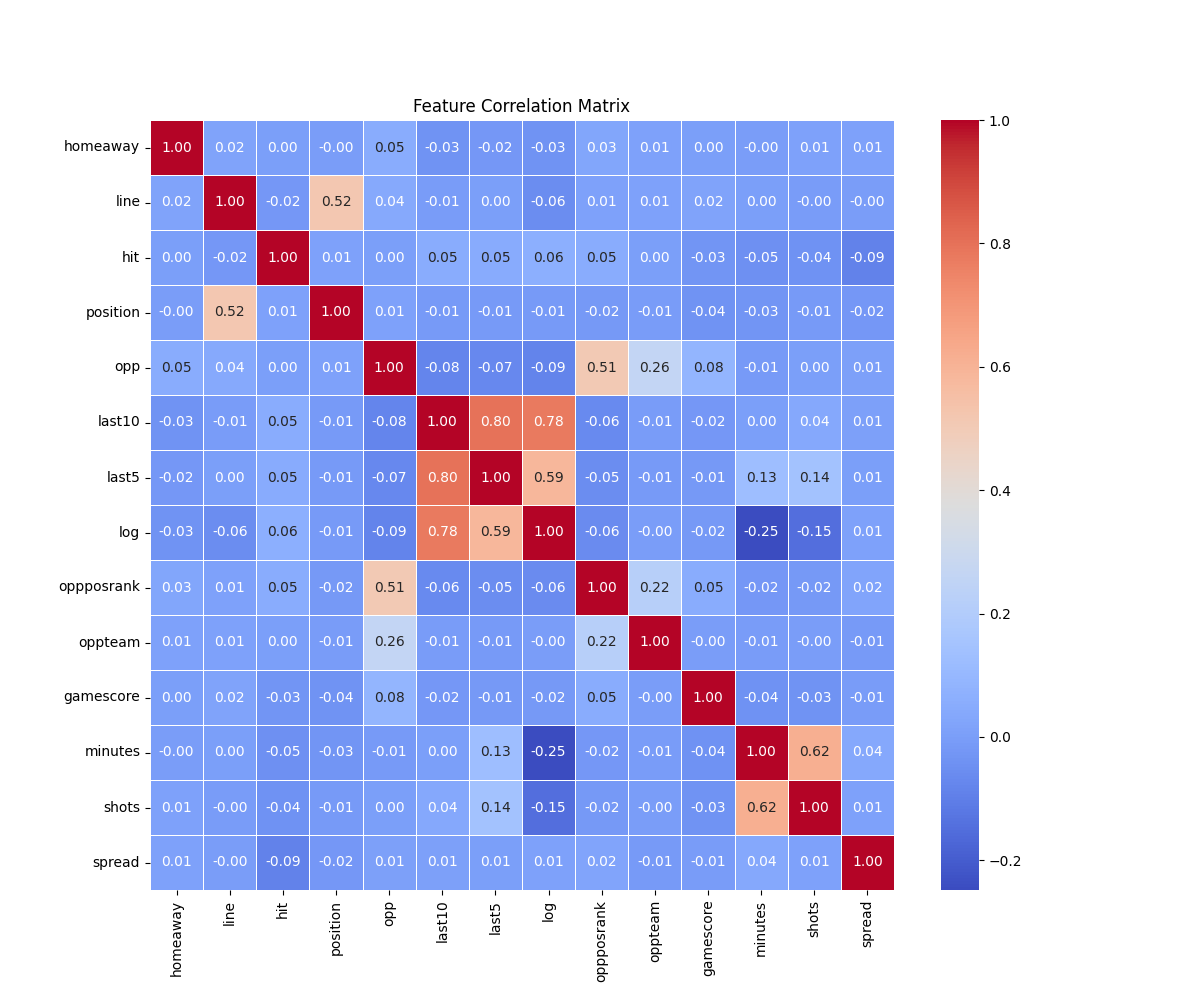 Feature Correlation Matrix
homeaway 1.00 0.02 0.00 -0.00 0.05 -0.03 -0.02 -0.03 0.03 0.01 0.00 -0.00 0.01 0.01
line 0.02 1.00 -0.02 0.52 0.04 -0.01 0.00 -0.06 0.01 0.01 0.02 0.00 -0.00 -0.00
hit 0.00 -0.02 1.00 0.01 0.00 0.05 0.05 0.06 0.05 0.00 -0.03 -0.05 -0.04 -0.09
position -0.00 0.52 0.01 1.00 0.01 -0.01 -0.01 -0.01 -0.02 -0.01 -0.04 -0.03 -0.01 -0.02
opp 0.05 0.04 0.00 0.01 1.00 -0.08 -0.07 -0.09 0.51 0.26 0.08 -0.01 0.00 0.01
last10 -0.03 -0.01 0.05 -0.01 -0.08 1.00 0.80 0.78 -0.06 -0.01 -0.02 0.00 0.04 0.01
last5 -0.02 0.00 0.05 -0.01 -0.07 0.80 1.00 0.59 -0.05 -0.01 -0.01 0.13 0.14 0.01
log -0.03 -0.06 0.06 -0.01 -0.09 0.78 0.59 1.00 -0.06 -0.00 -0.02 -0.25 -0.15 0.01
oppposrank 0.03 0.01 0.05 -0.02 0.51 -0.06 -0.05 -0.06 1.00 0.22 0.05 -0.02 -0.02 0.02
oppteam 0.01 0.01 0.00 -0.01 0.26 -0.01 -0.01 -0.00 0.22 1.00 -0.00 -0.01 -0.00 -0.01
gamescore 0.00 0.02 -0.03 -0.04 0.08 -0.02 -0.01 -0.02 0.05 -0.00 1.00 -0.04 -0.03 -0.01
minutes -0.00 0.00 -0.05 -0.03 -0.01 0.00 0.13 -0.25 -0.02 -0.01 -0.04 1.00 0.62 0.04
shots 0.01 -0.00 -0.04 -0.01 0.00 0.04 0.14 -0.15 -0.02 -0.00 -0.03 0.62 1.00 0.01
spread 0.01 -0.00 -0.09 -0.02 0.01 0.01 0.01 0.01 0.02 -0.01 -0.01 0.04 0.01 1.00
homeaway line hit position opp last10 last5 log oppposrank oppteam gamescore minutes shots spread
1.0
0.8
0.6
0.4
0.2
0.0
−0.2